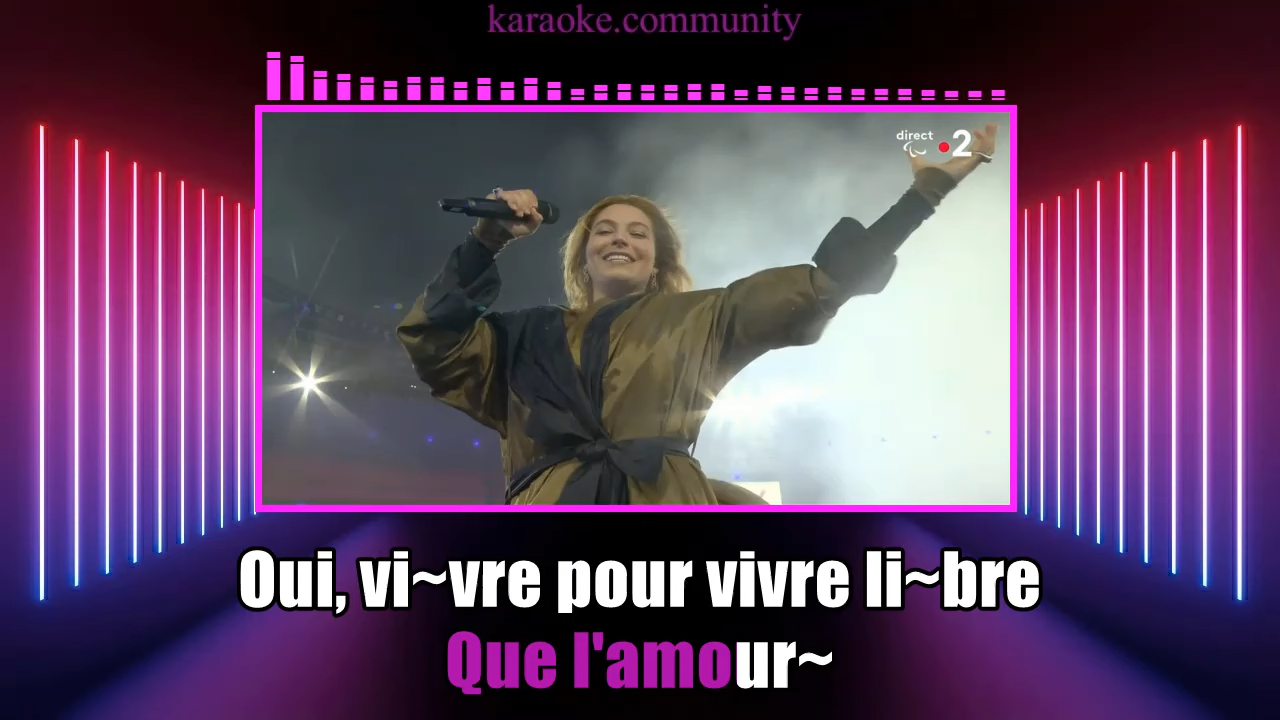 karaoke.community
direct
2
Oui, vi~vre pour vivre li~bre
Que l'amour~